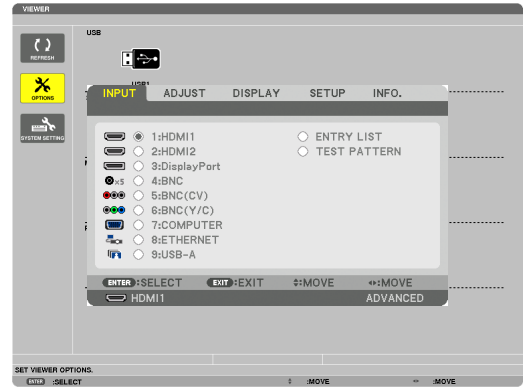 VIEWER
USB
REFRESH
USB1
OPTIONS
INPUT ADJUST DISPLAY SETUP INFO.
SYSTEM SETTING
1:HDMI1 ENTRY LIST
2:HDMI2 TEST PATTERN
3:DisplayPort
×5 4:BNC
5:BNC(CV)
6:BNC(Y/C)
7:COMPUTER
8:ETHERNET
9:USB-A
ENTER :SELECT EXIT :EXIT :MOVE :MOVE
HDMI1 ADVANCED
SET VIEWER OPTIONS.
ENTER :SELECT :MOVE :MOVE